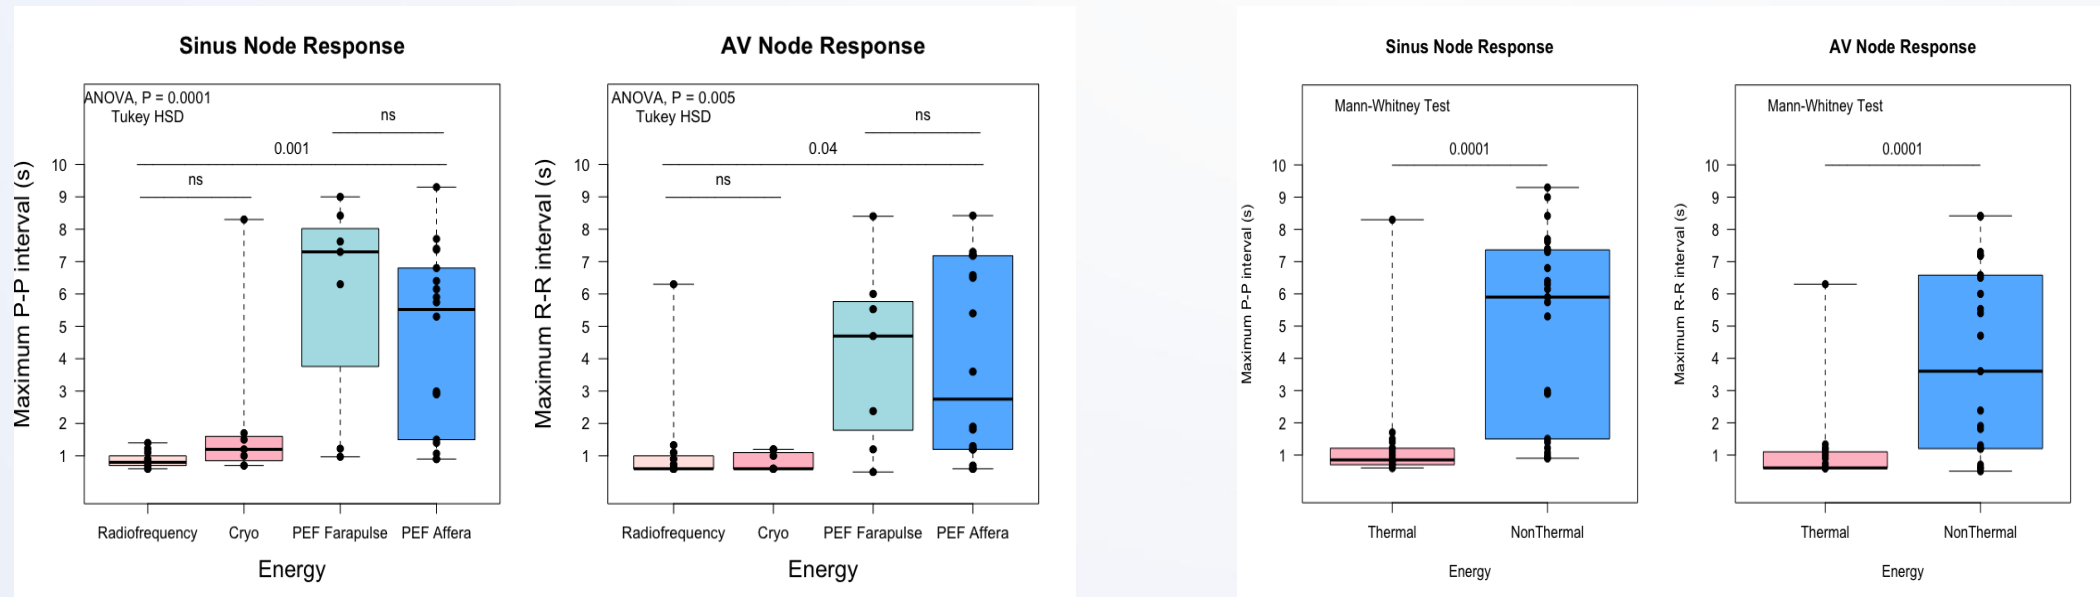 Sinus Node Response
ANOVA, P = 0.0001
Tukey HSD
ns
0.001
ns
Maximum P-P interval (s)
10
9
8
7
6
5
4
3
2
1
Radiofrequency Cryo PEF Farapulse PEF Affera
Energy
AV Node Response
ANOVA, P = 0.005
Tukey HSD
ns
0.04
ns
Maximum R-R interval (s)
10
9
8
7
6
5
4
3
2
1
Radiofrequency Cryo PEF Farapulse PEF Affera
Energy
Sinus Node Response
Mann-Whitney Test
0.0001
Maximum P-P interval (s)
10
9
8
7
6
5
4
3
2
1
Thermal NonThermal
Energy
AV Node Response
Mann-Whitney Test
0.0001
Maximum R-R interval (s)
10
9
8
7
6
5
4
3
2
1
Thermal NonThermal
Energy